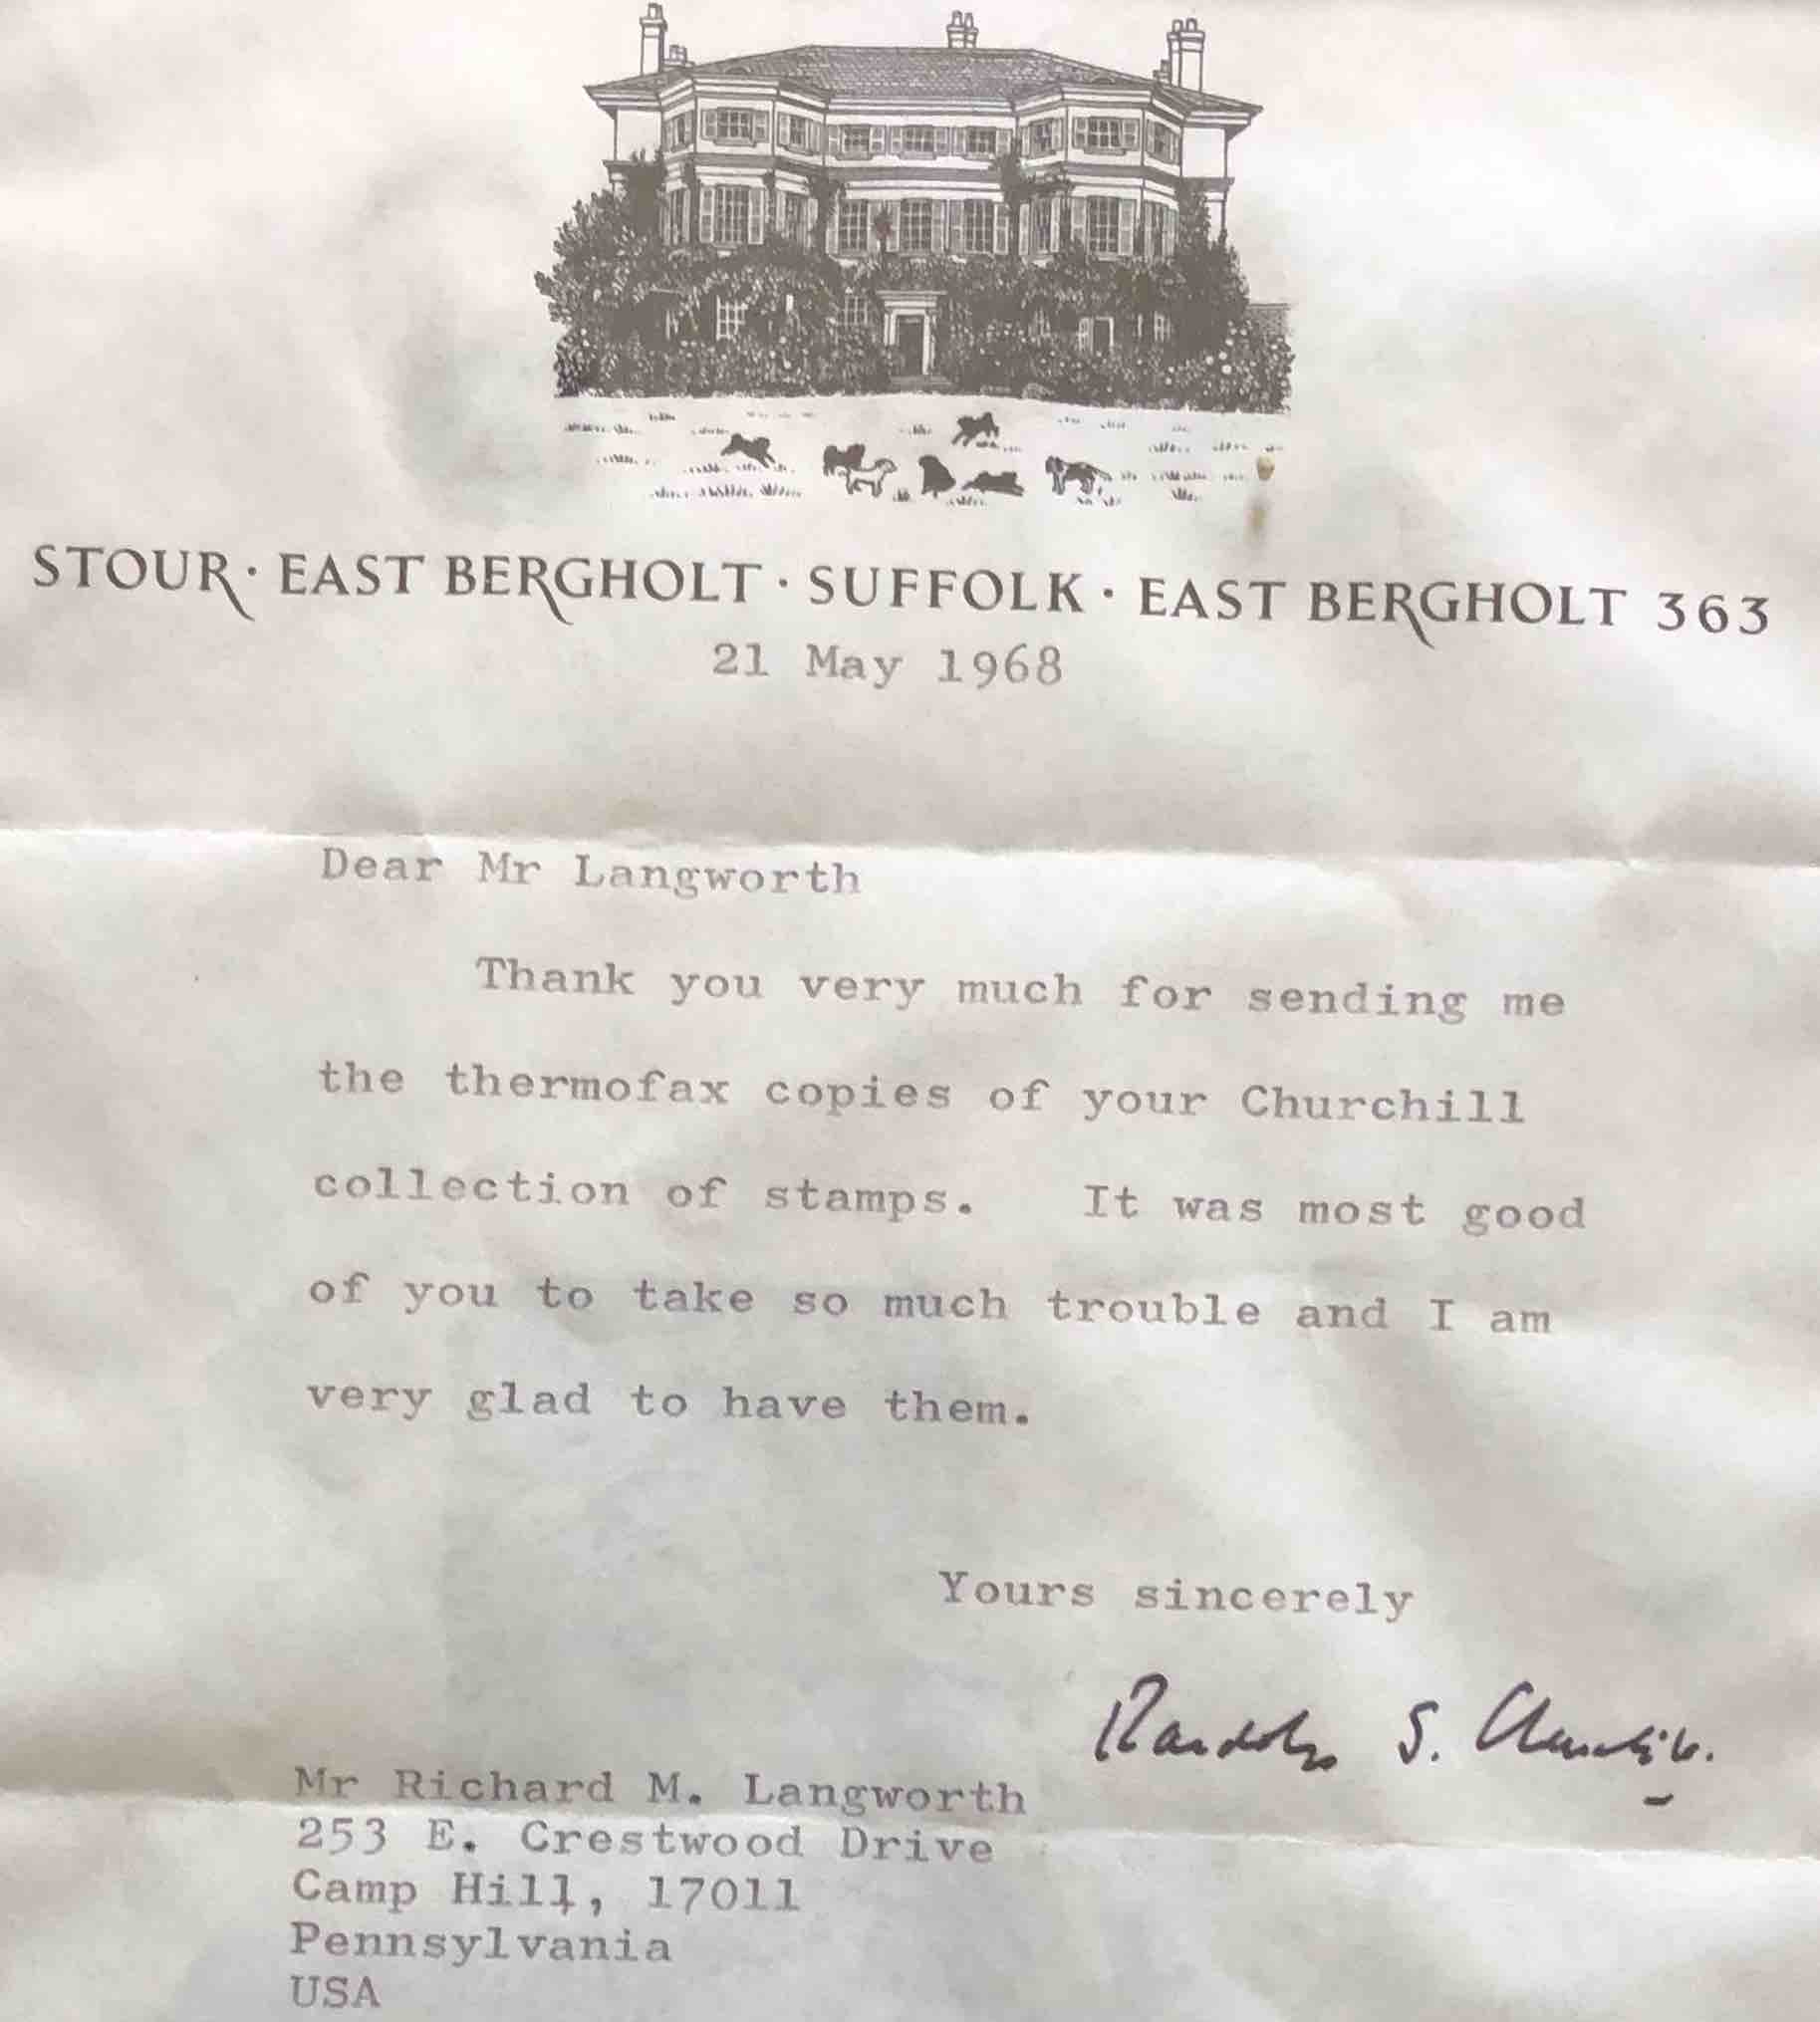 STOUR · EAST BERGHOLT · SUFFOLK · EAST BERGHOLT 363
21 May 1968
Dear Mr Langworth
Thank you very much for sending me
the thermofax copies of your Churchill
collection of stamps. It was most good
of you to take so much trouble and I am
very glad to have them.
Yours sincerely
Randolph S. Churchill.
Mr Richard M. Langworth
253 E. Crestwood Drive
Camp Hill, 17011
Pennsylvania
USA